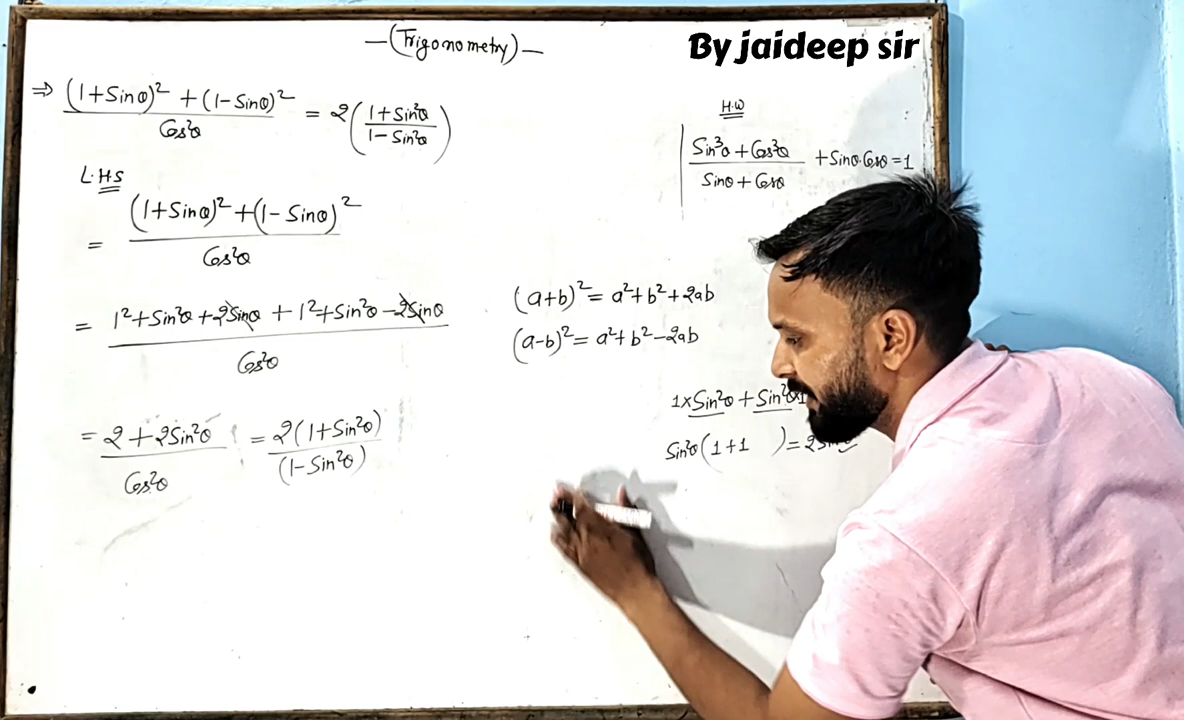 —(Trigonometry)—
By jaideep sir
⇒ (1+Sinθ)² + (1-Sinθ)² / Cos²θ = 2(1+Sin²θ / 1-Sin²θ)
L.HS
= (1+Sinθ)² + (1-Sinθ)² / Cos²θ
= 1²+Sin²θ+2Sinθ + 1²+Sin²θ-2Sinθ / Cos²θ
= 2+2Sin²θ / Cos²θ = 2(1+Sin²θ) / (1-Sin²θ)
H.W
Sin³θ+Cos³θ / Sinθ+Cosθ + Sinθ.Cosθ = 1
(a+b)² = a²+b²+2ab
(a-b)² = a²+b²-2ab
1×Sin²θ + Sin²θ×1
Sin²θ(1+1 ) = 2Sin²θ